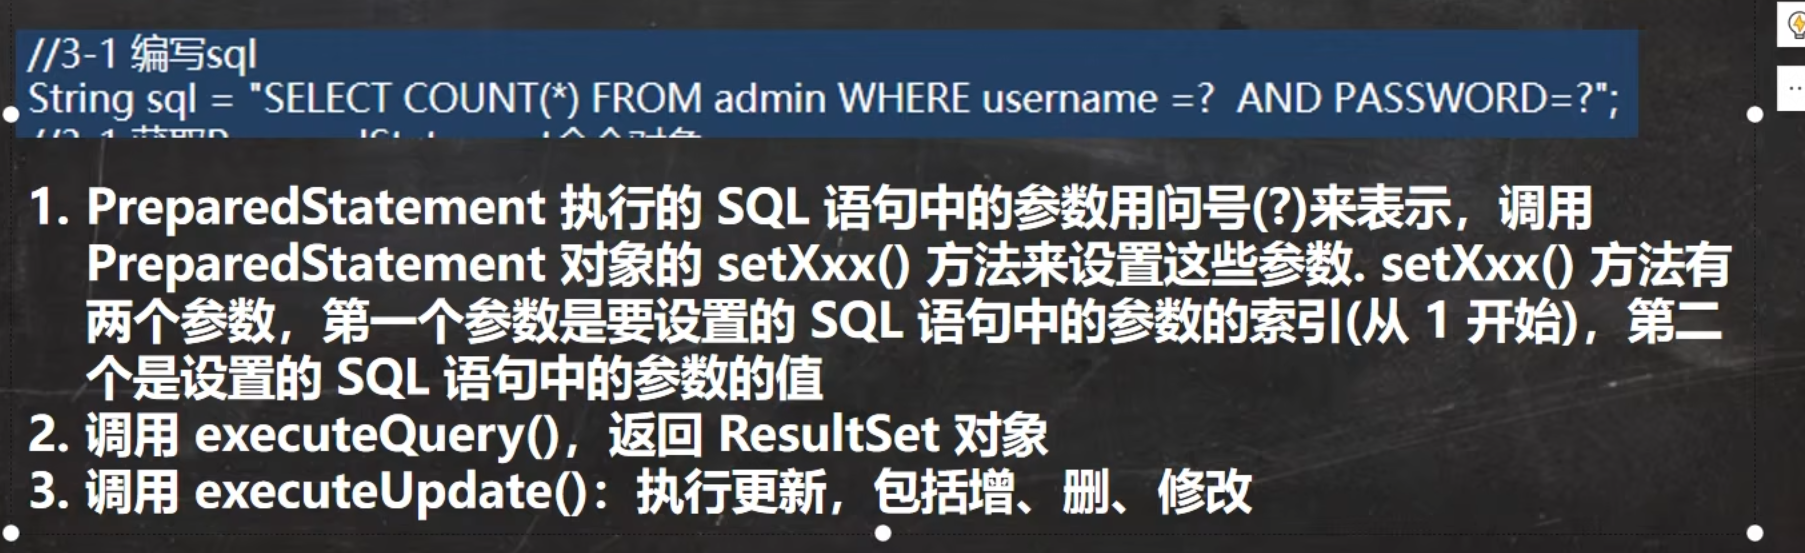 //3-1 编写sql
String sql = "SELECT COUNT(*) FROM admin WHERE username =?  AND PASSWORD=?";
1. PreparedStatement 执行的 SQL 语句中的参数用问号(?)来表示，调用
PreparedStatement 对象的 setXxx() 方法来设置这些参数. setXxx() 方法有
两个参数，第一个参数是要设置的 SQL 语句中的参数的索引(从 1 开始)，第二
个是设置的 SQL 语句中的参数的值
2. 调用 executeQuery()，返回 ResultSet 对象
3. 调用 executeUpdate()：执行更新，包括增、删、修改